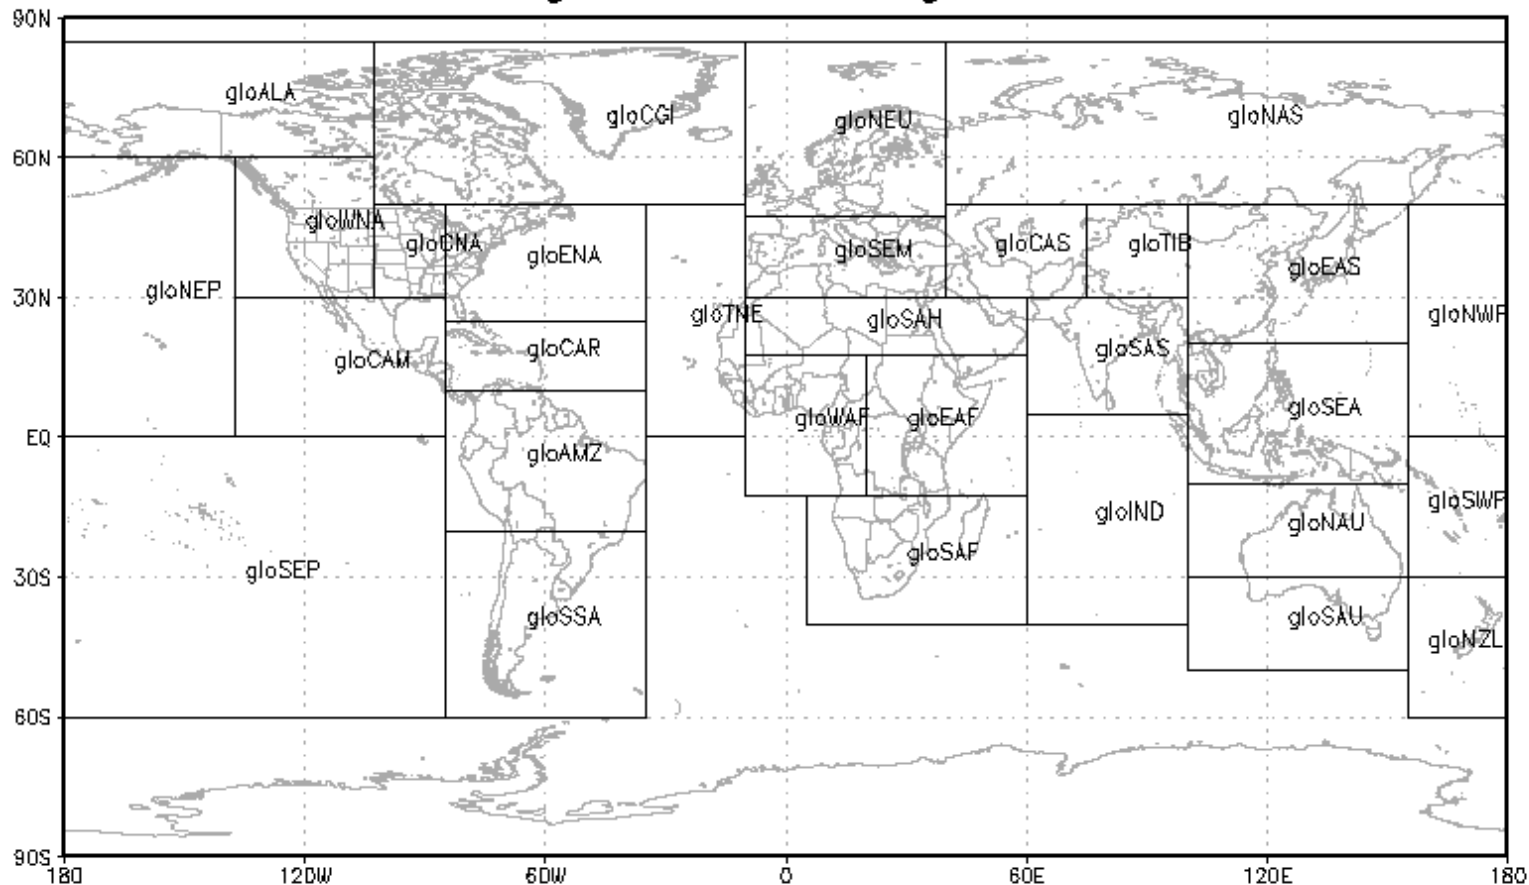 90N
gloALA
gloCGI
gloNEU
gloNAS
60N
gloWNA
gloCNA
gloENA
gloSEM
gloCAS
gloTIB
gloEAS
gloNEP
30N
gloTNE
gloSAH
gloNWP
gloCAM
gloCAR
gloSAS
gloWAF
gloEAF
gloSEA
EQ
gloAMZ
gloIND
gloNAU
gloSWP
gloSEP
30S
gloSAF
gloSSA
gloSAU
gloNZL
60S
90S
180 120W 60W 0 60E 120E 180